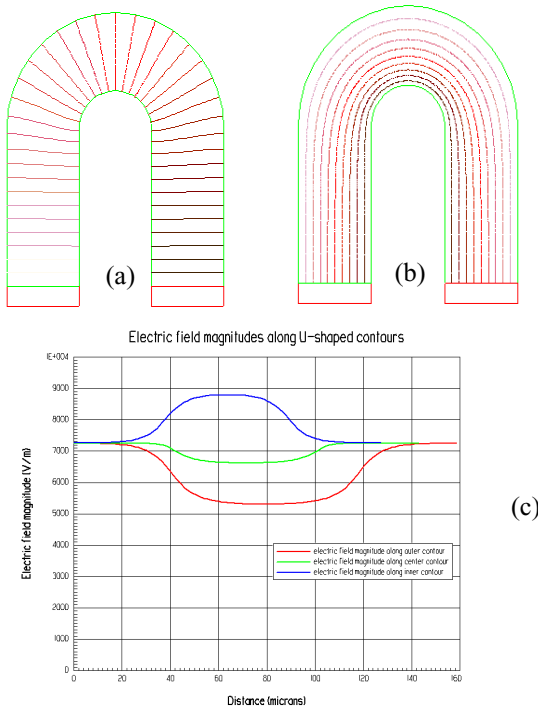 (a)
(b)
Electric field magnitudes along U-shaped contours
1E+004
9000
8000
7000
6000
5000
4000
3000
2000
1000
0
Electric field magnitude (V/m)
electric field magnitude along outer contour
electric field magnitude along center contour
electric field magnitude along inner contour
(c)
0 20 40 60 80 100 120 140 160
Distance (microns)